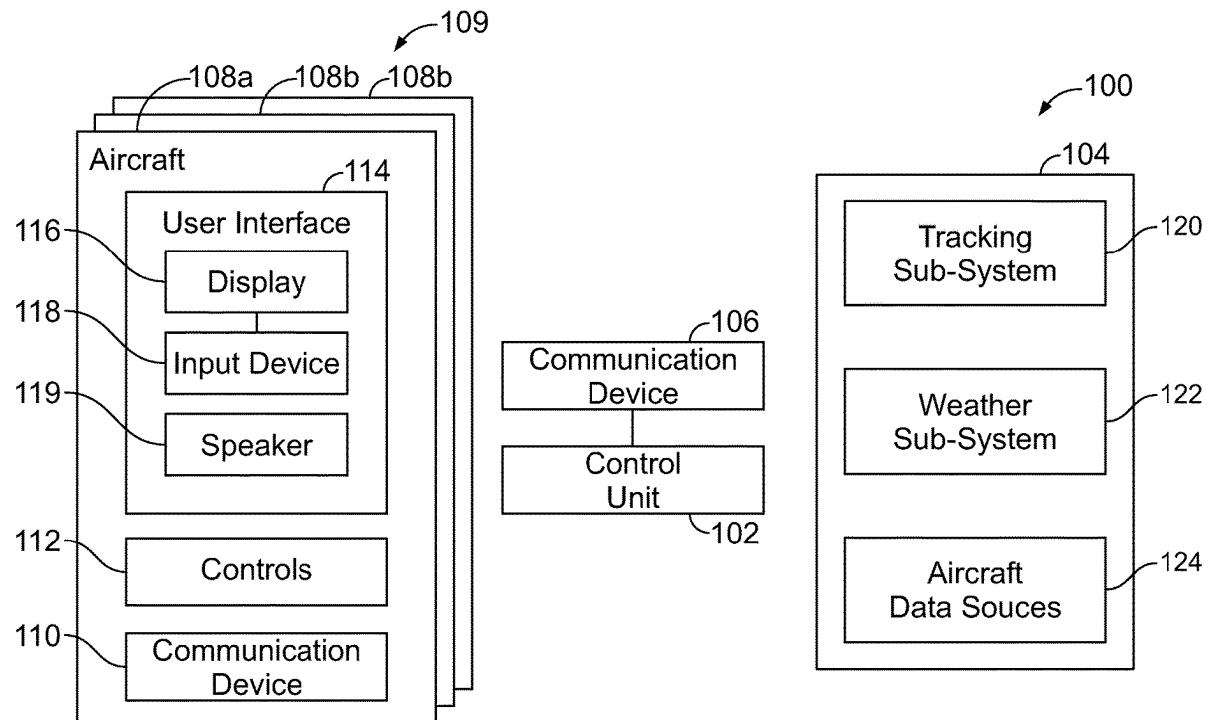 109
108a
108b
108b
100
Aircraft
114
104
User Interface
116
Display
118
Input Device
119
Speaker
106
Communication
Device
Control
Unit
102
Tracking
Sub-System
120
Weather
Sub-System
122
Aircraft
Data Souces
124
112
Controls
110
Communication
Device